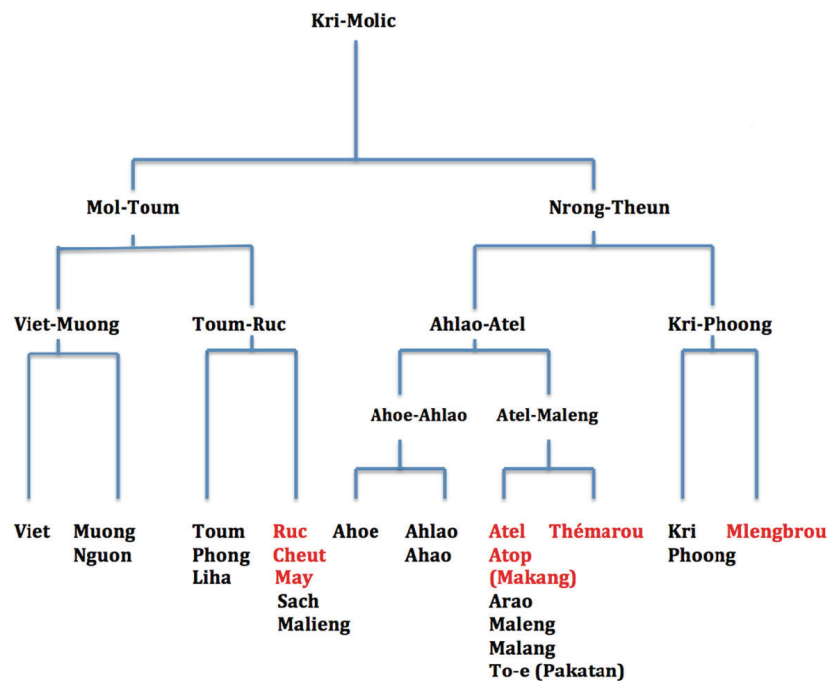 Kri-Molic
Mol-Toum Nrong-Theun
Viet-Muong Toum-Ruc Ahlao-Atel Kri-Phoong
Ahoe-Ahlao Atel-Maleng
Viet Muong Toum Ruc Ahoe Ahlao Atel Thémarou Kri Mlengbrou
Nguon Phong Cheut Ahao Atop Phoong
Liha May (Makang)
Sach Arao
Malieng Maleng
Malang
To-e (Pakatan)